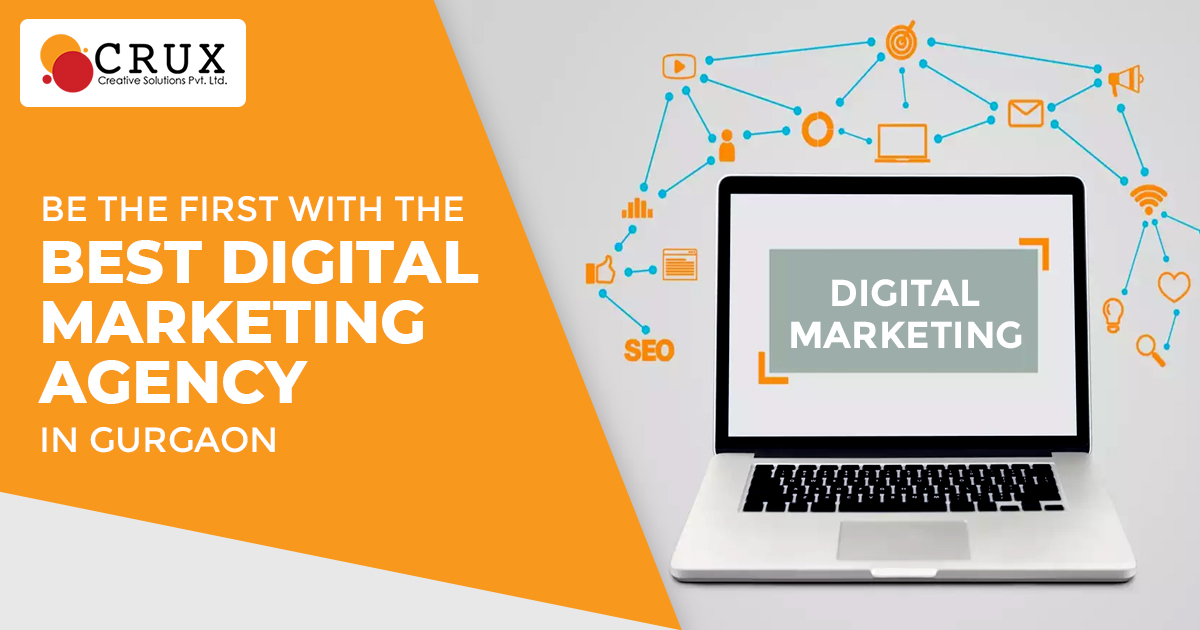 CRUX
Creative Solutions Pvt. Ltd.
BE THE FIRST WITH THE
BEST DIGITAL
MARKETING
AGENCY
IN GURGAON
SEO
DIGITAL
MARKETING